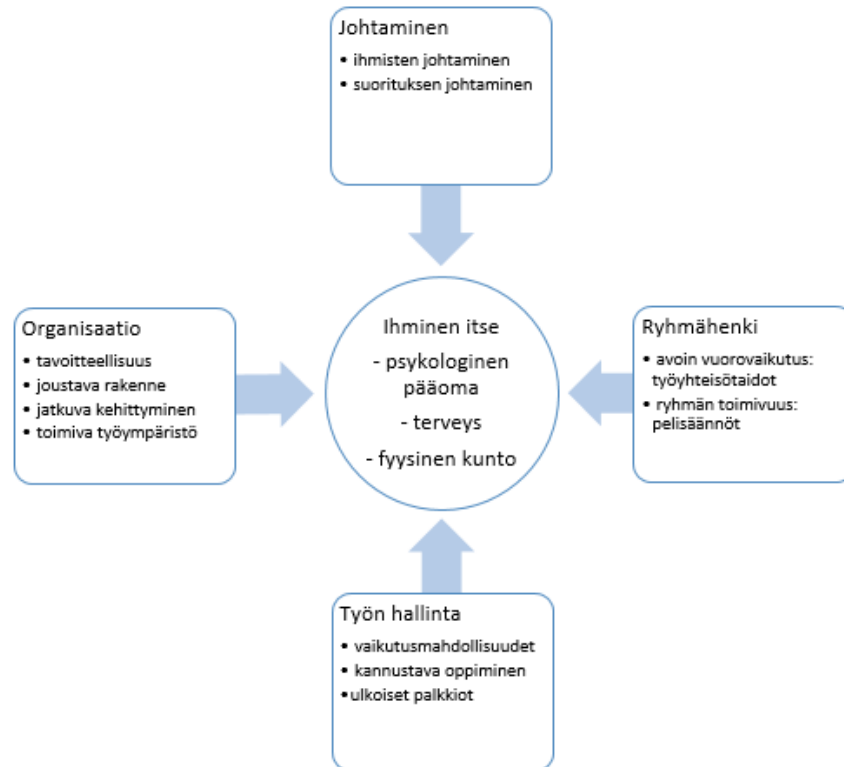 Johtaminen
• ihmisten johtaminen
• suorituksen johtaminen
Organisaatio
• tavoitteellisuus
• joustava rakenne
• jatkuva kehittyminen
• toimiva työympäristö
Ihminen itse
- psykologinen
pääoma
- terveys
- fyysinen kunto
Ryhmähenki
• avoin vuorovaikutus:
työyhteisötaidot
• ryhmän toimivuus:
pelisäännöt
Työn hallinta
• vaikutusmahdollisuudet
• kannustava oppiminen
•ulkoiset palkkiot